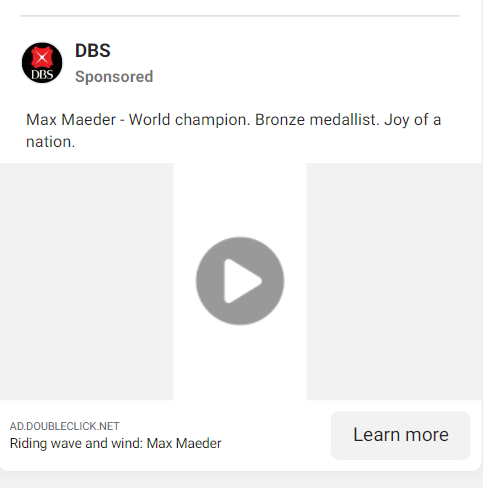 DBS
DBS
Sponsored
Max Maeder - World champion. Bronze medallist. Joy of a
nation.
AD.DOUBLECLICK.NET
Riding wave and wind: Max Maeder
Learn more